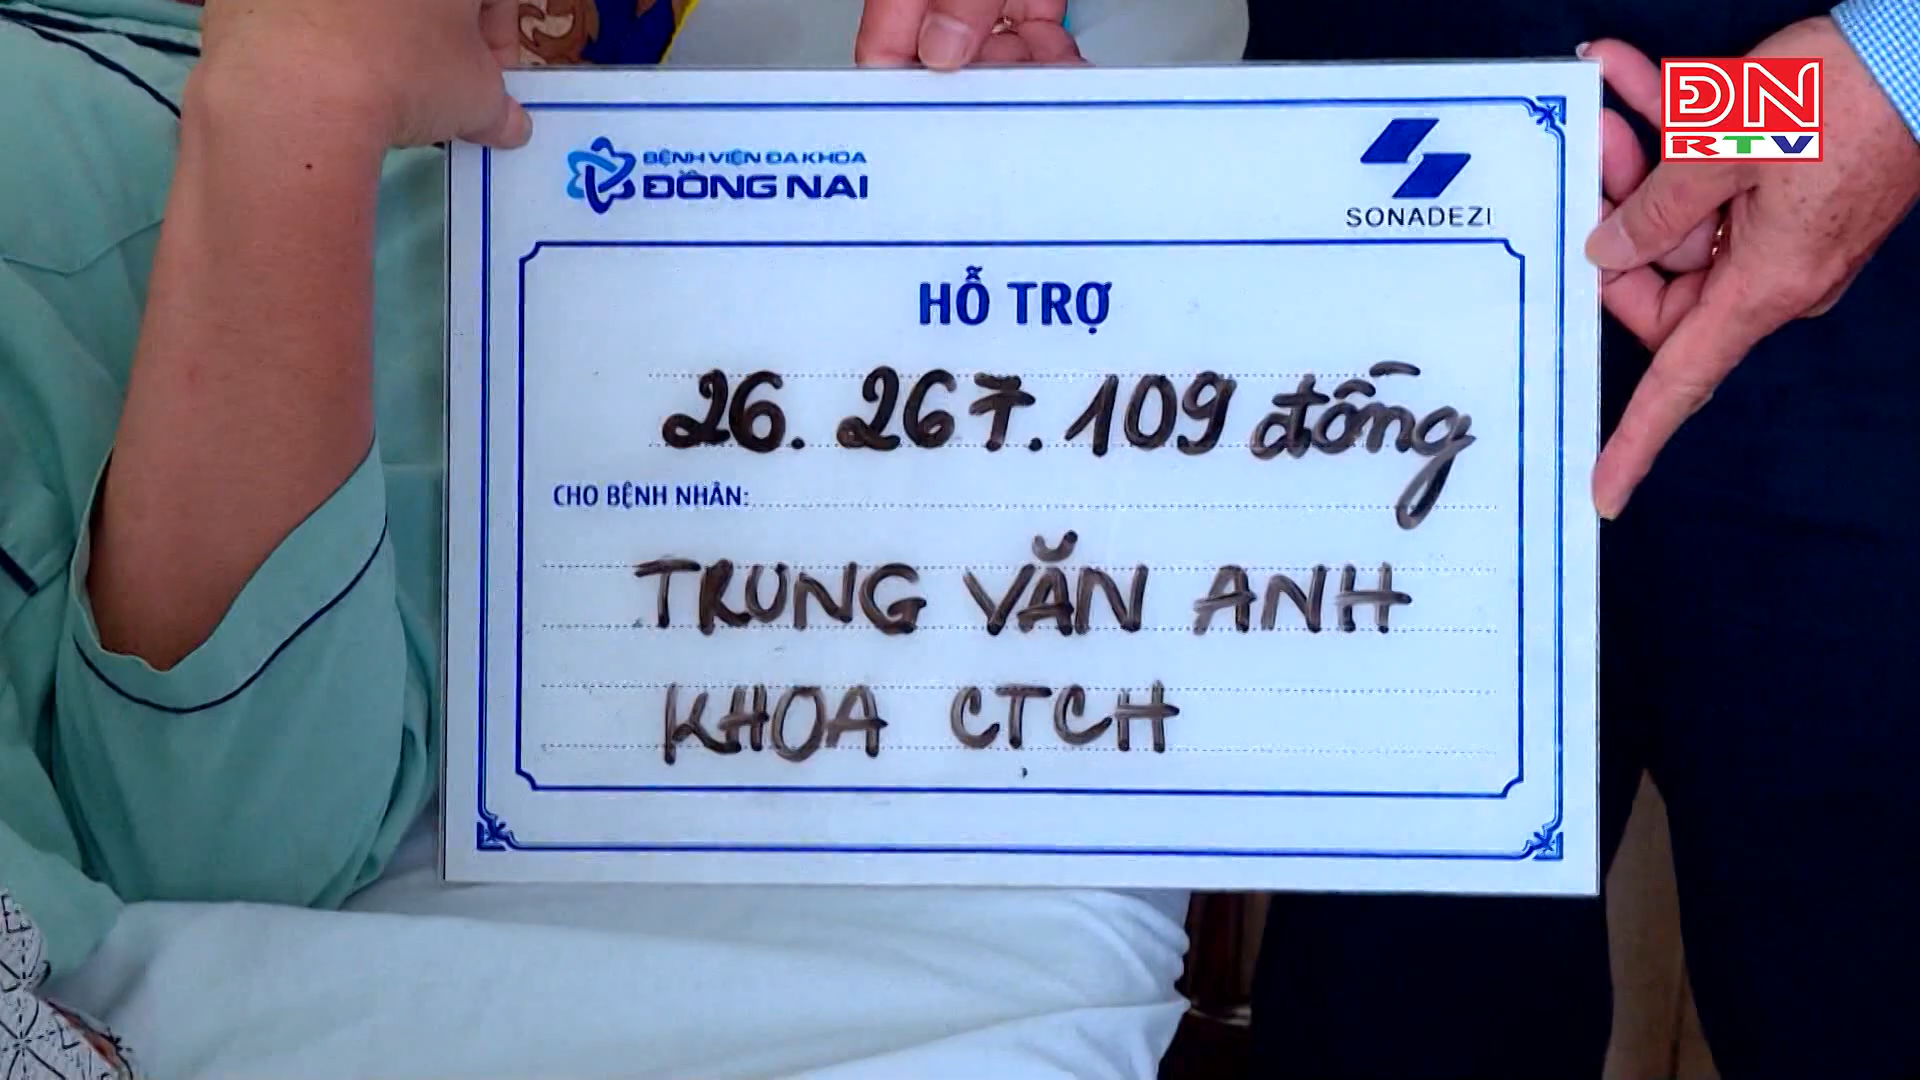 BỆNH VIỆN ĐA KHOA
ĐỒNG NAI
SONADEZI
ĐN
RTV
HỖ TRỢ
26.267.109 đồng
CHO BỆNH NHÂN:
TRUNG VĂN ANH
KHOA CTCH